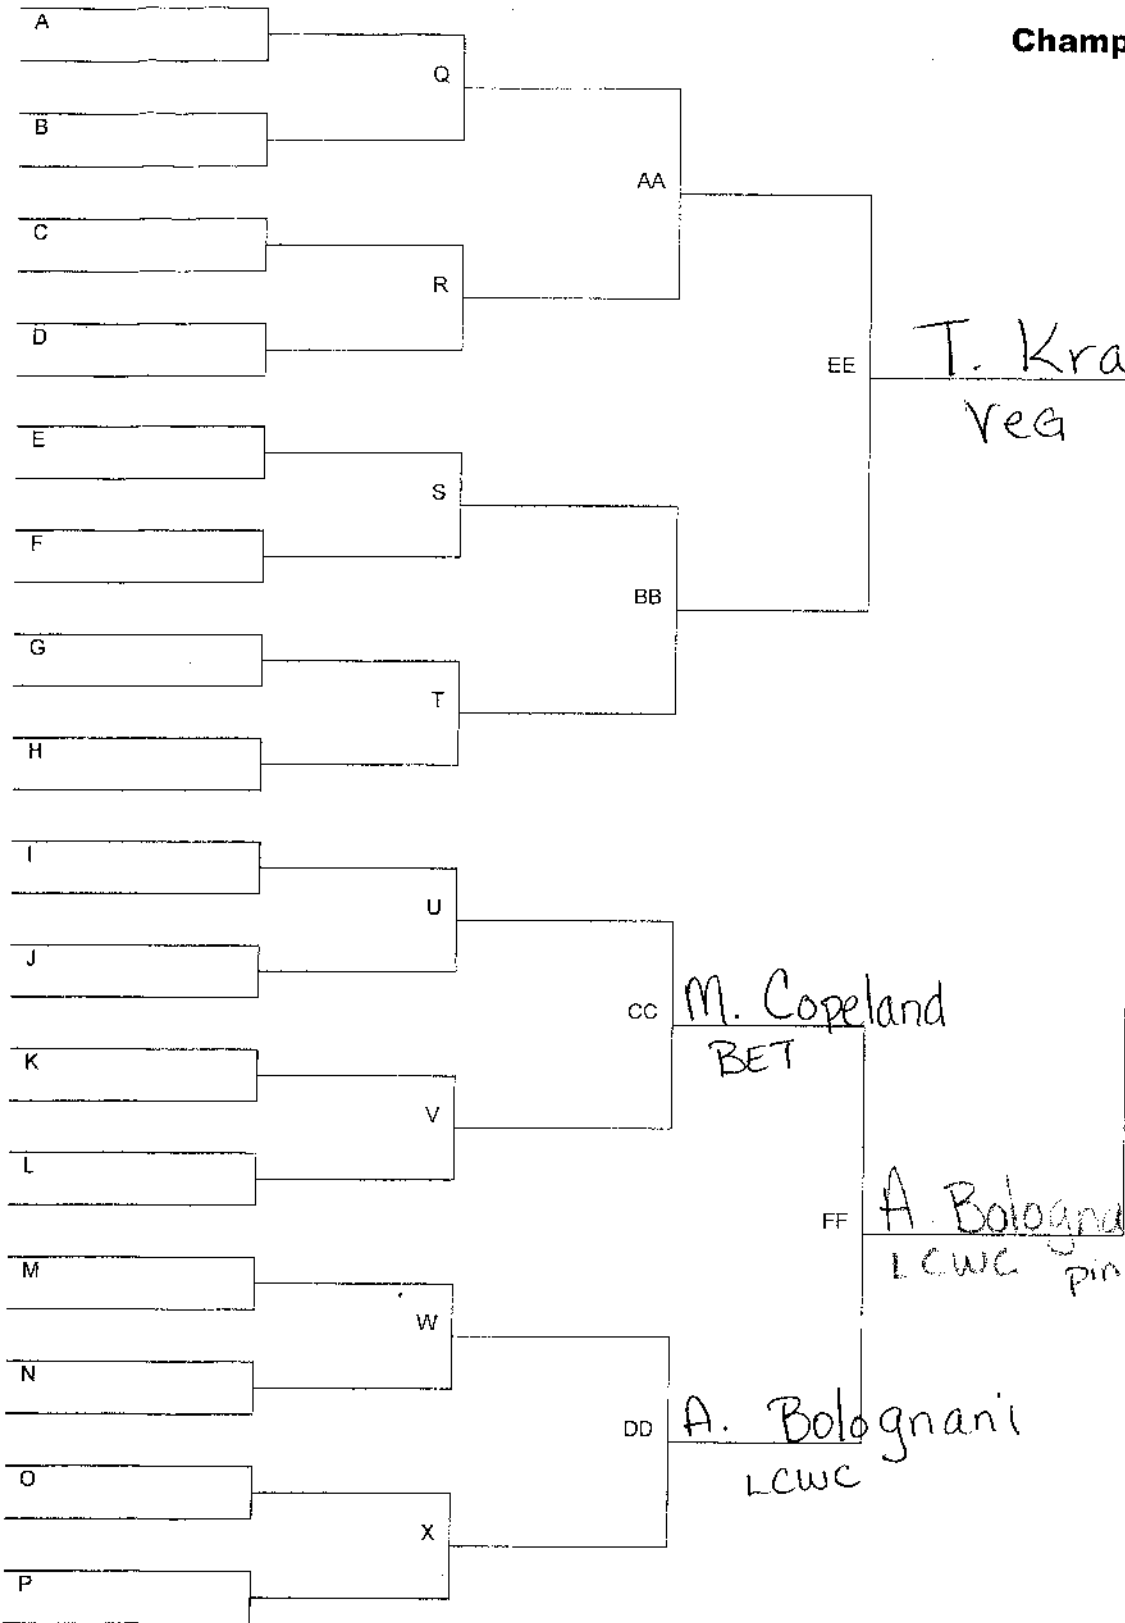 A
Champ
Q
B
AA
C
R
D
T. Kra
EE
VeG
E
S
F
BB
G
T
H
I
U
J
M. Copeland
CC
BET
K
V
L
A. Bologna
FF
LCWC pin
M
W
N
A. Bolognani
DD
LCWC
O
X
P